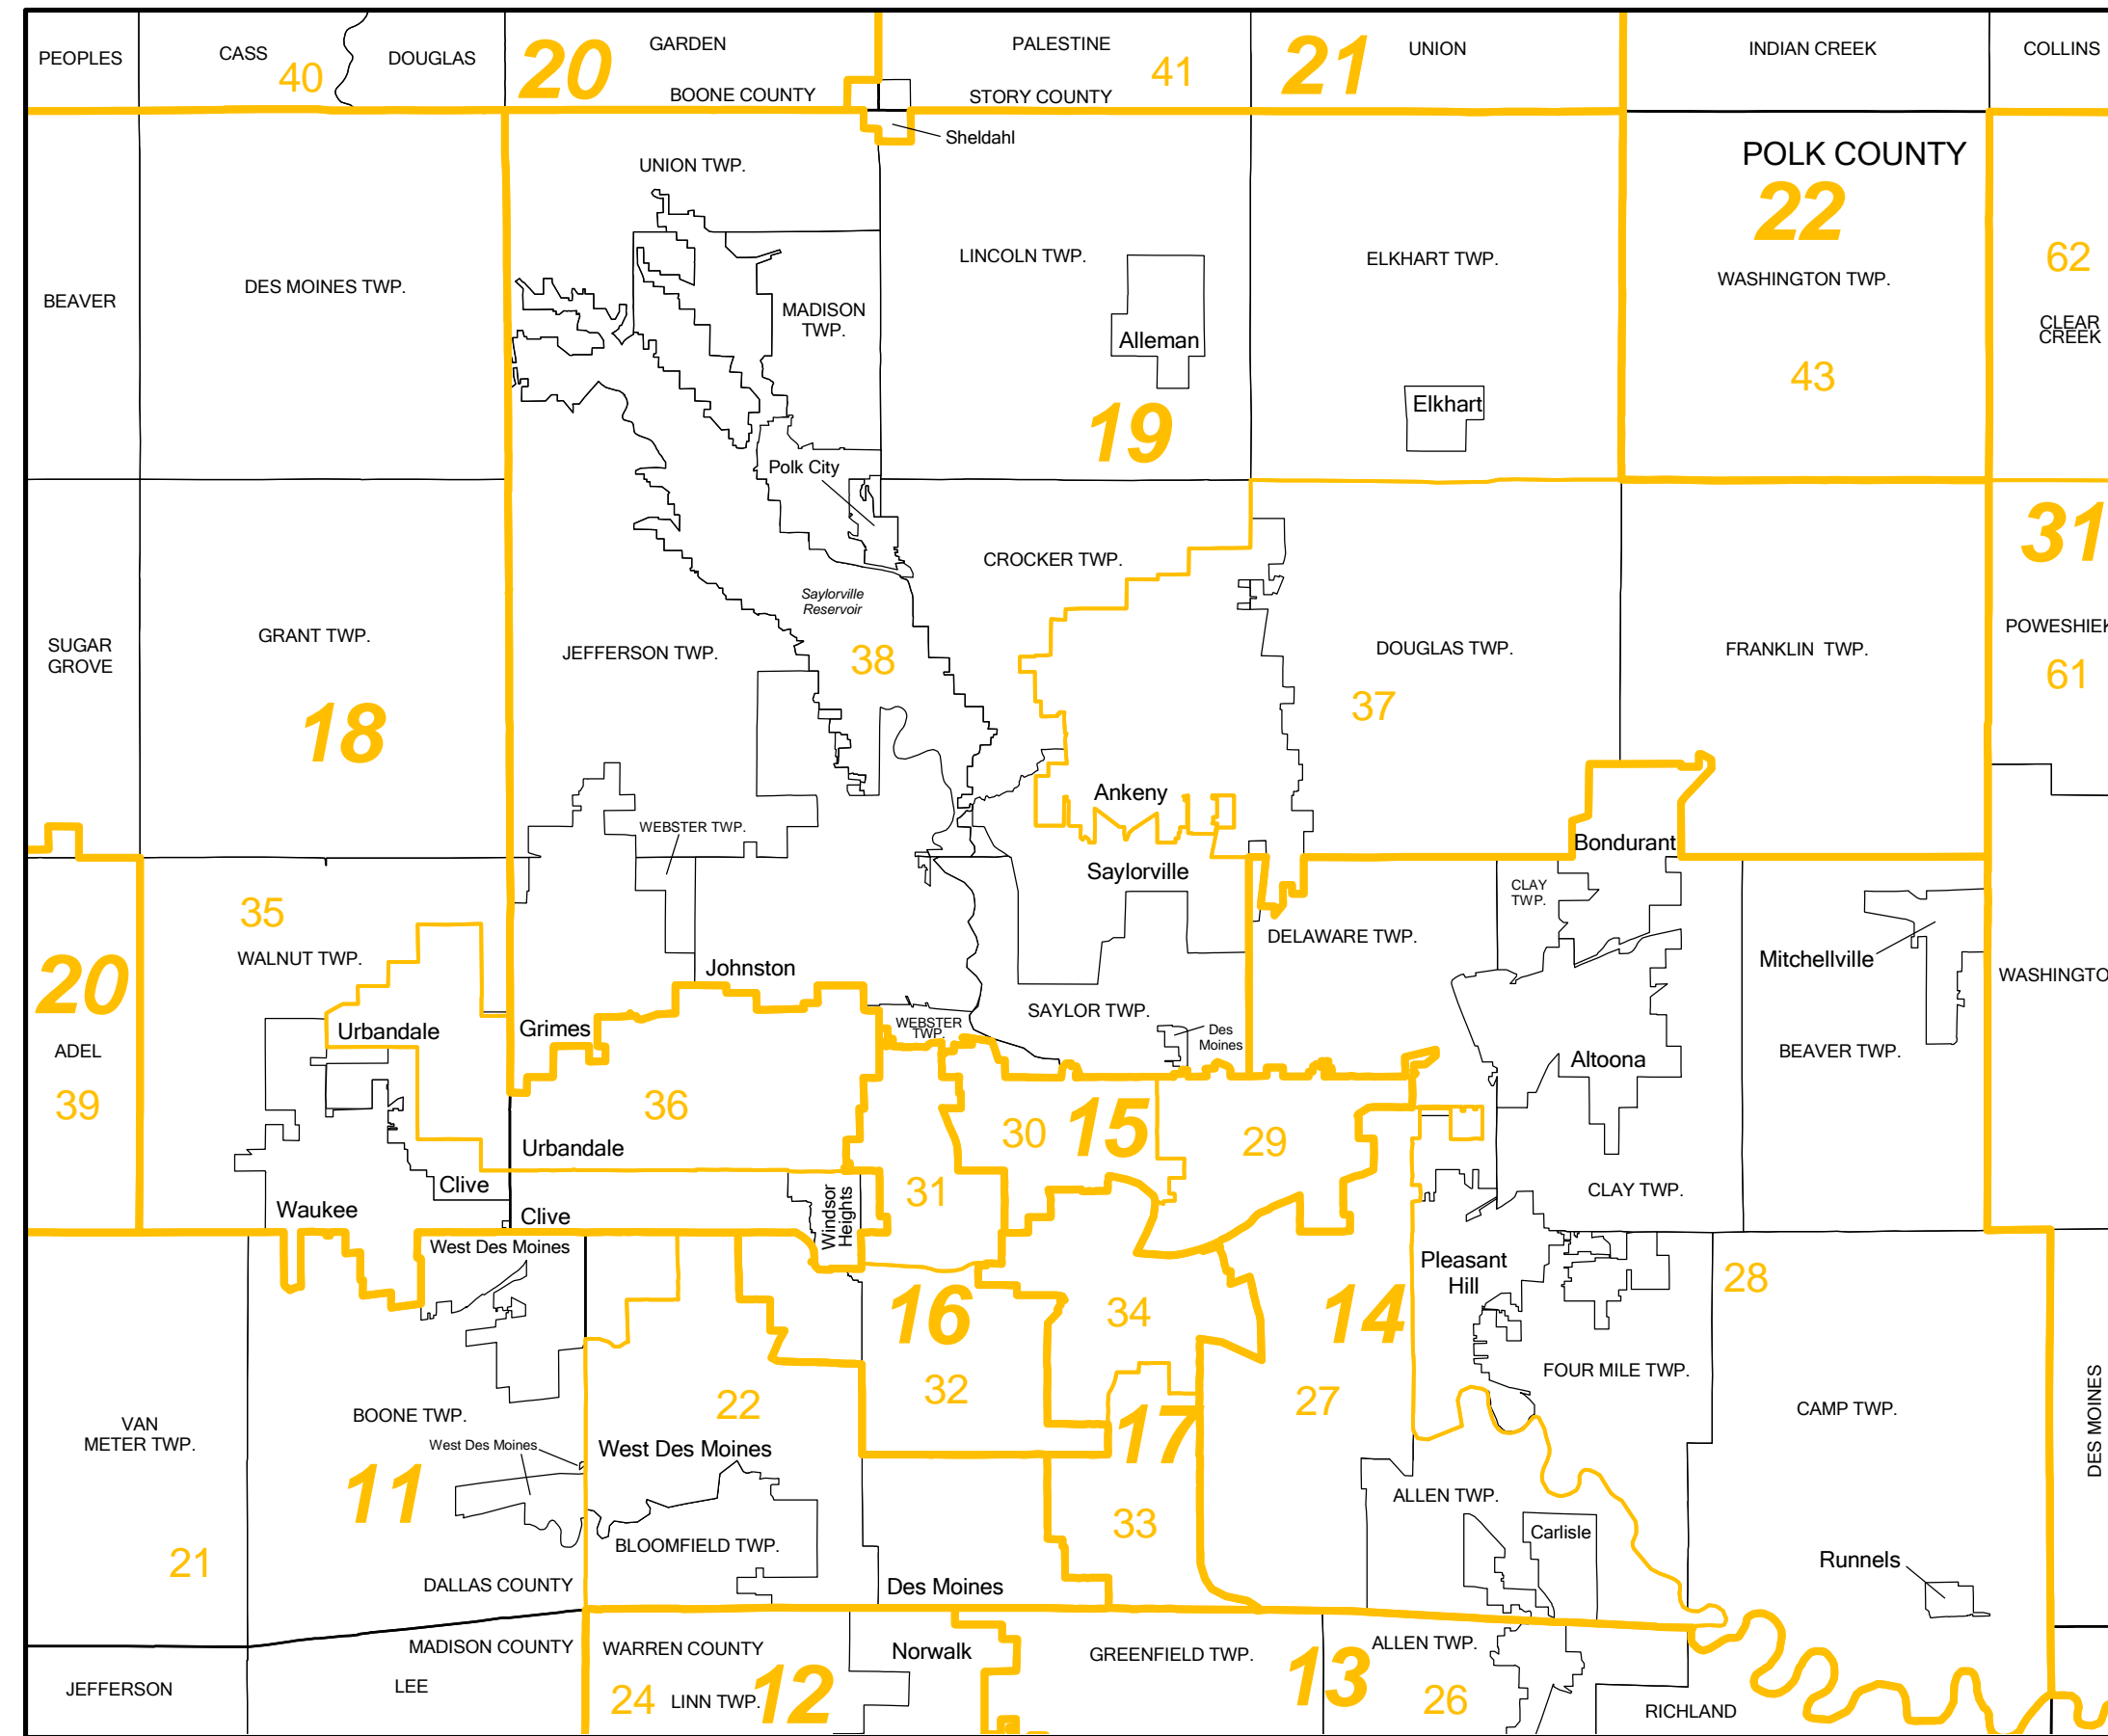 PEOPLES
CASS
40
DOUGLAS
20
GARDEN
BOONE COUNTY
PALESTINE
41
STORY COUNTY
21
UNION
INDIAN CREEK
COLLINS
Sheldahl
UNION TWP.
POLK COUNTY
22
WASHINGTON TWP.
43
62
CLEAR
CREEK
BEAVER
DES MOINES TWP.
MADISON
TWP.
LINCOLN TWP.
Alleman
19
ELKHART TWP.
Elkhart
Polk City
31
POWESHIEK
61
CROCKER TWP.
Saylorville
Reservoir
SUGAR
GROVE
GRANT TWP.
18
JEFFERSON TWP.
38
DOUGLAS TWP.
37
FRANKLIN TWP.
Ankeny
WEBSTER TWP.
Bondurant
Saylorville
CLAY
TWP.
35
WALNUT TWP.
DELAWARE TWP.
Mitchellville
WASHINGTO
20
ADEL
39
Johnston
Urbandale
Grimes
WEBSTER
TWP.
SAYLOR TWP.
Des
Moines
Altoona
BEAVER TWP.
36
Urbandale
30
15
29
Clive
31
CLAY TWP.
Waukee
Clive
Windsor
Heights
West Des Moines
Pleasant
Hill
28
16
34
14
FOUR MILE TWP.
32
22
27
CAMP TWP.
DES MOINES
VAN
METER TWP.
BOONE TWP.
West Des Moines
West Des Moines
17
11
ALLEN TWP.
33
Carlisle
BLOOMFIELD TWP.
21
DALLAS COUNTY
Des Moines
Runnels
MADISON COUNTY
WARREN COUNTY
Norwalk
GREENFIELD TWP.
13
ALLEN TWP.
JEFFERSON
LEE
24
LINN TWP.
12
26
RICHLAND